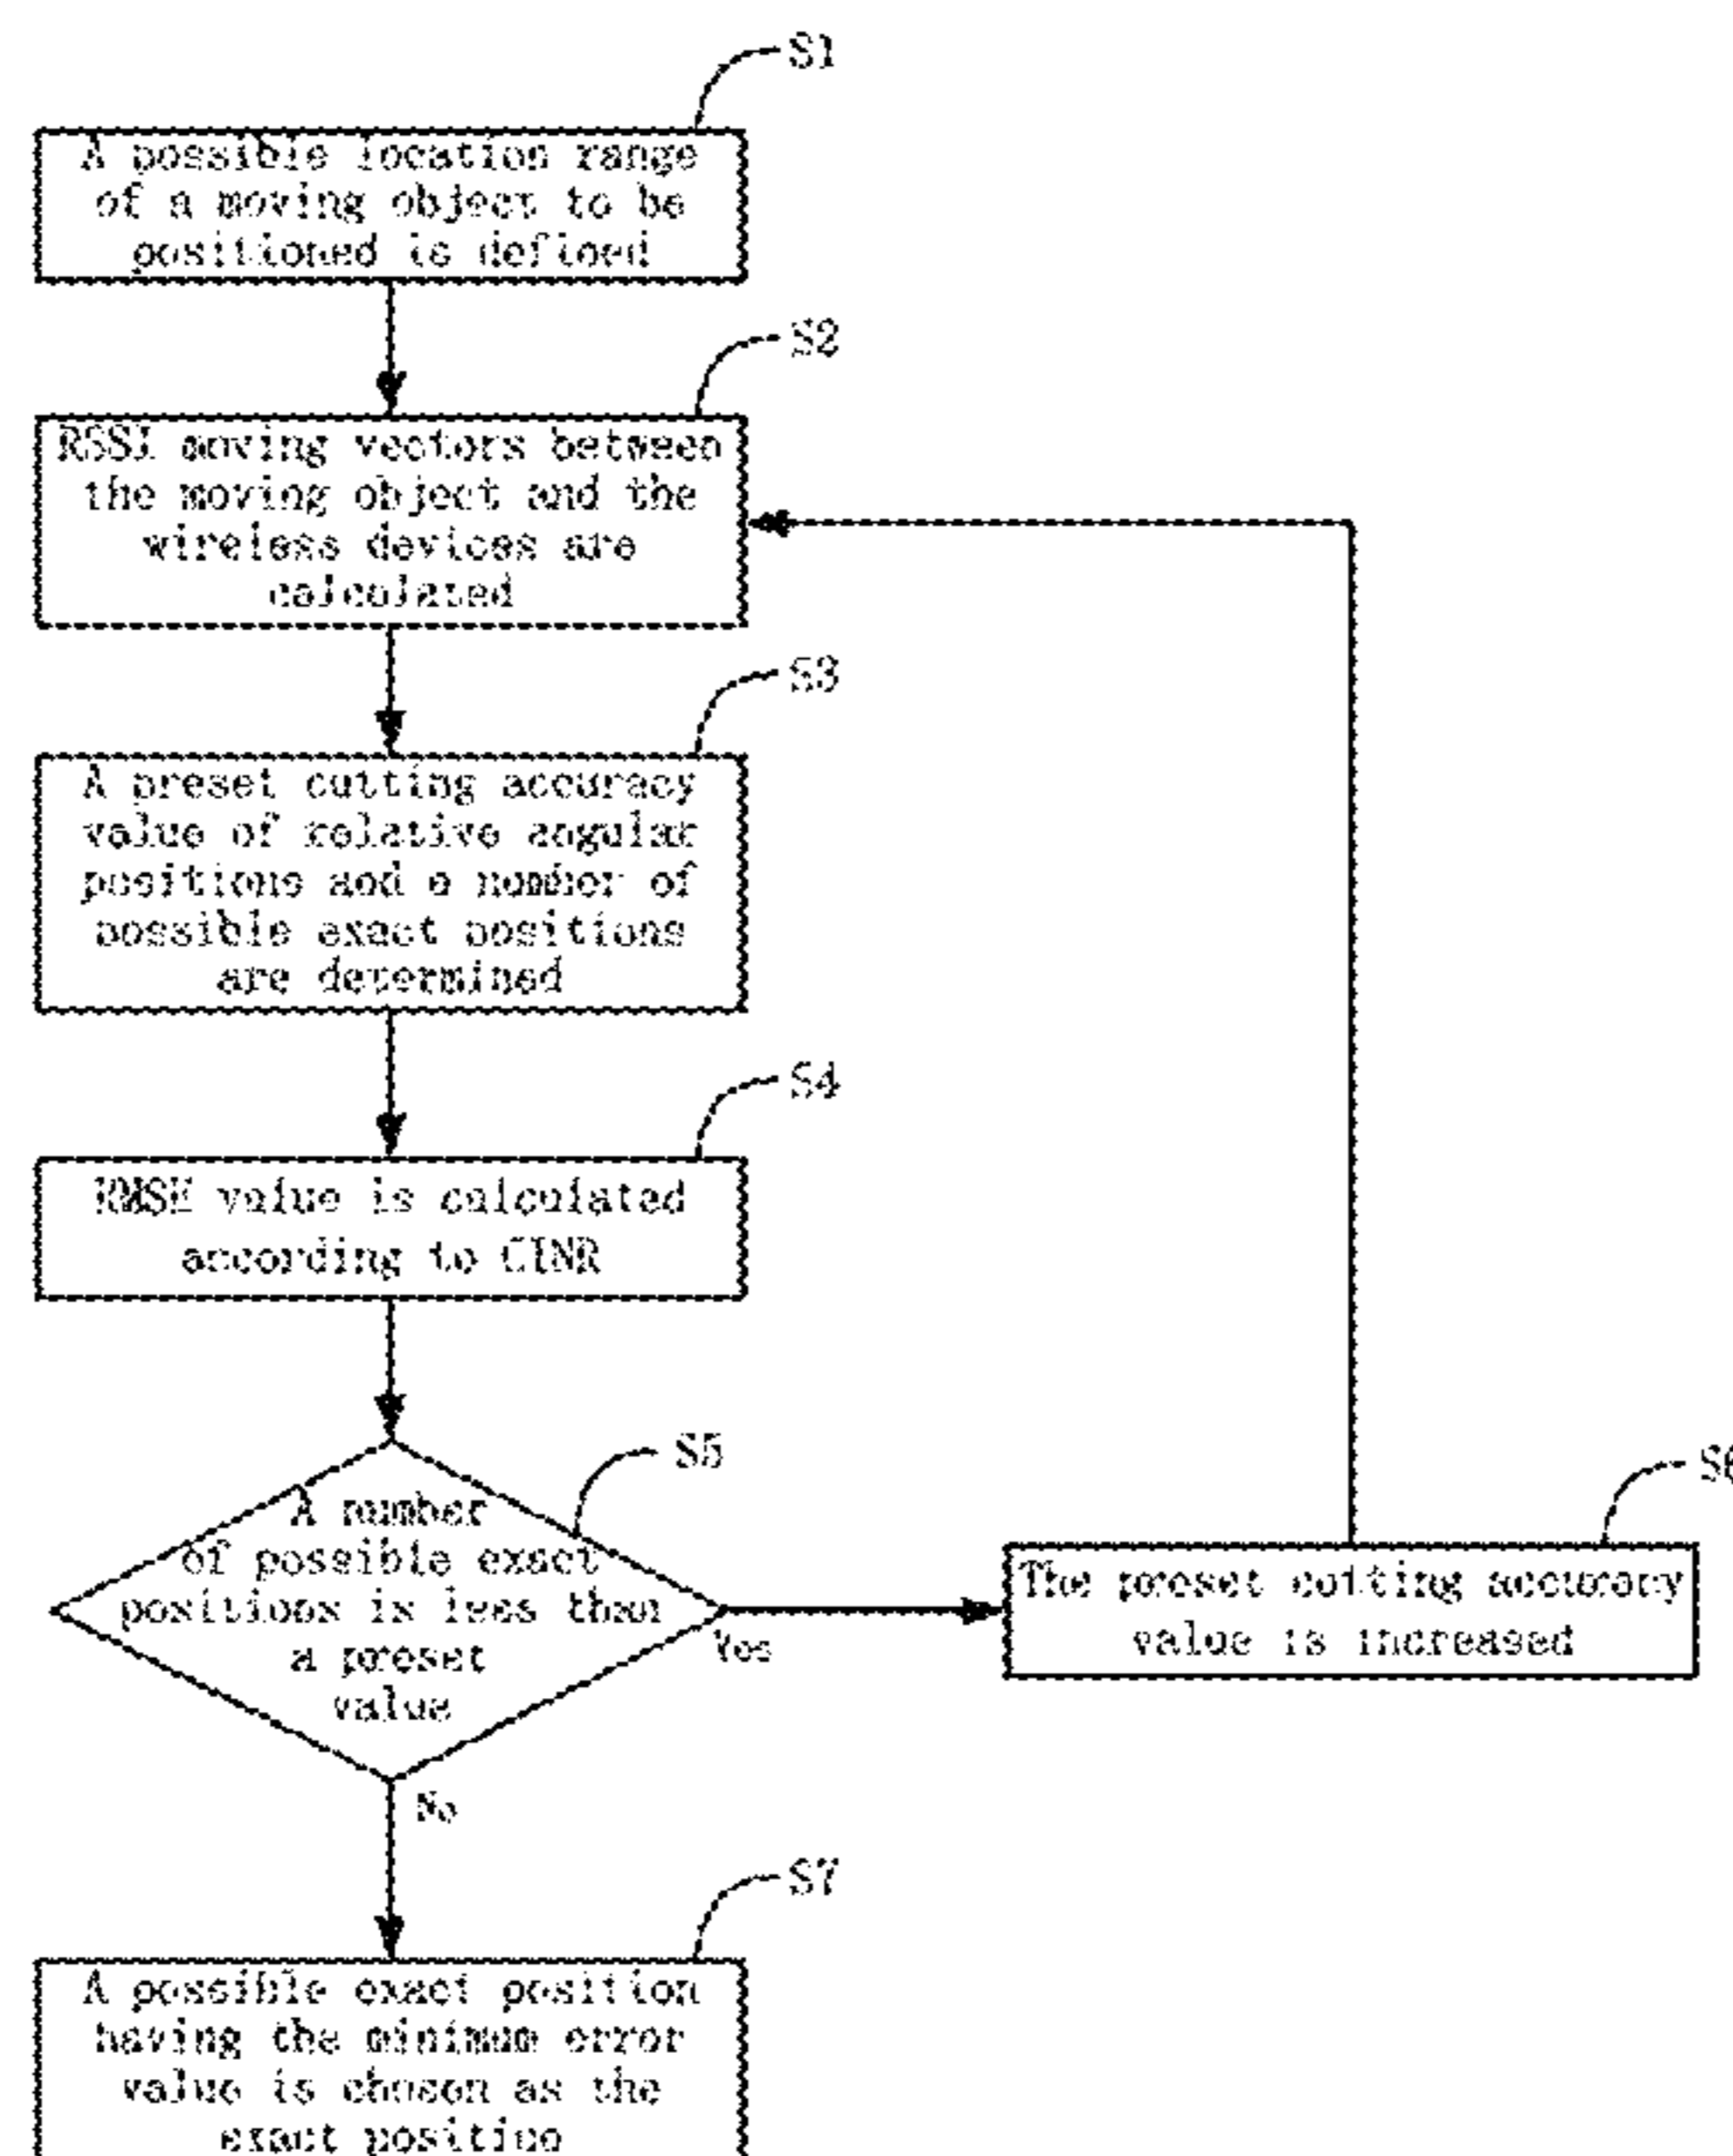 S1
A possible location range
of a moving object to be
positioned is defined
S2
RSSI moving vectors between
the moving object and the
wireless devices are
calculated
S3
A preset cutting accuracy
value of relative angular
positions and a number of
possible exact positions
are determined
S4
RMSE value is calculated
according to CINR
S5
A number
of possible exact
positions is less than
a preset
value
Yes
S6
The preset cutting accuracy
value is increased
No
S7
A possible exact position
having the minimum error
value is chosen as the
exact position